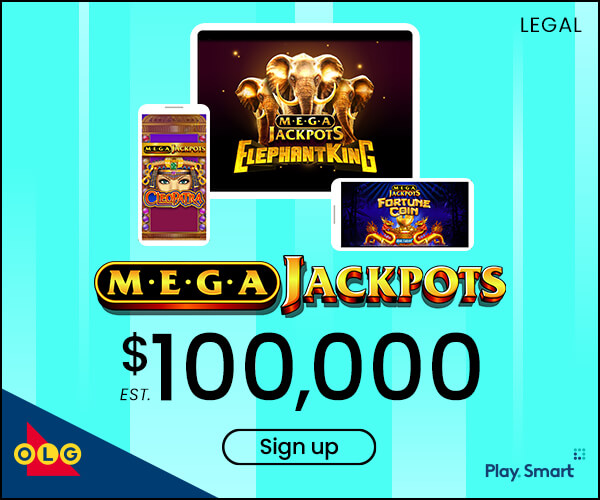 LEGAL
MEGA
JACKPOTS
ELEPHANT KING
MEGA JACKPOTS
CLEOPATRA
MEGA
JACKPOTS
FORTUNE
COIN
M·E·G·A JACKPOTS
EST. $100,000
Sign up
OLG
Play. Smart